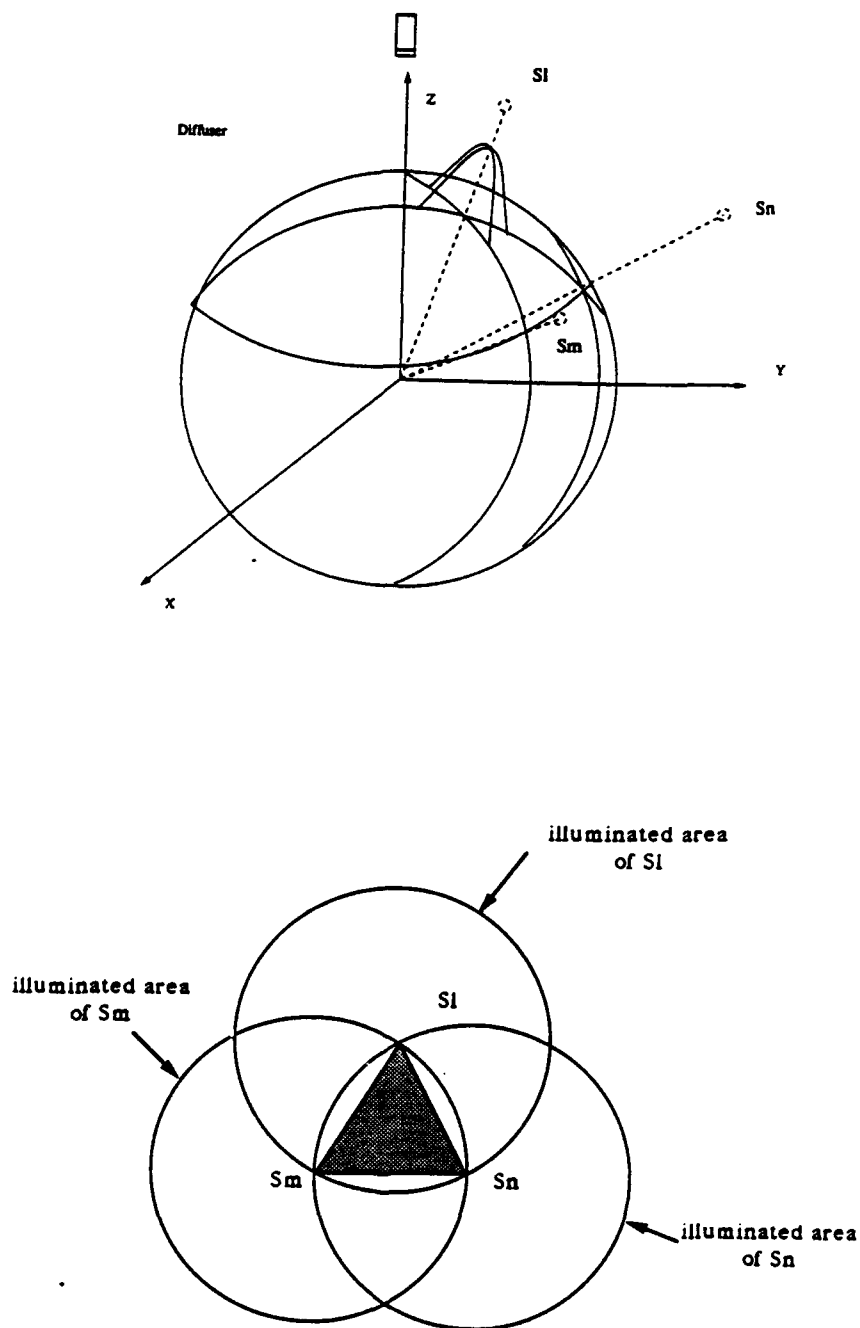 Sl
Z
Diffuser
Sn
Sm
Y
X
illuminated area
of Sl
illuminated area
of Sm
Sl
Sm
Sn
illuminated area
of Sn